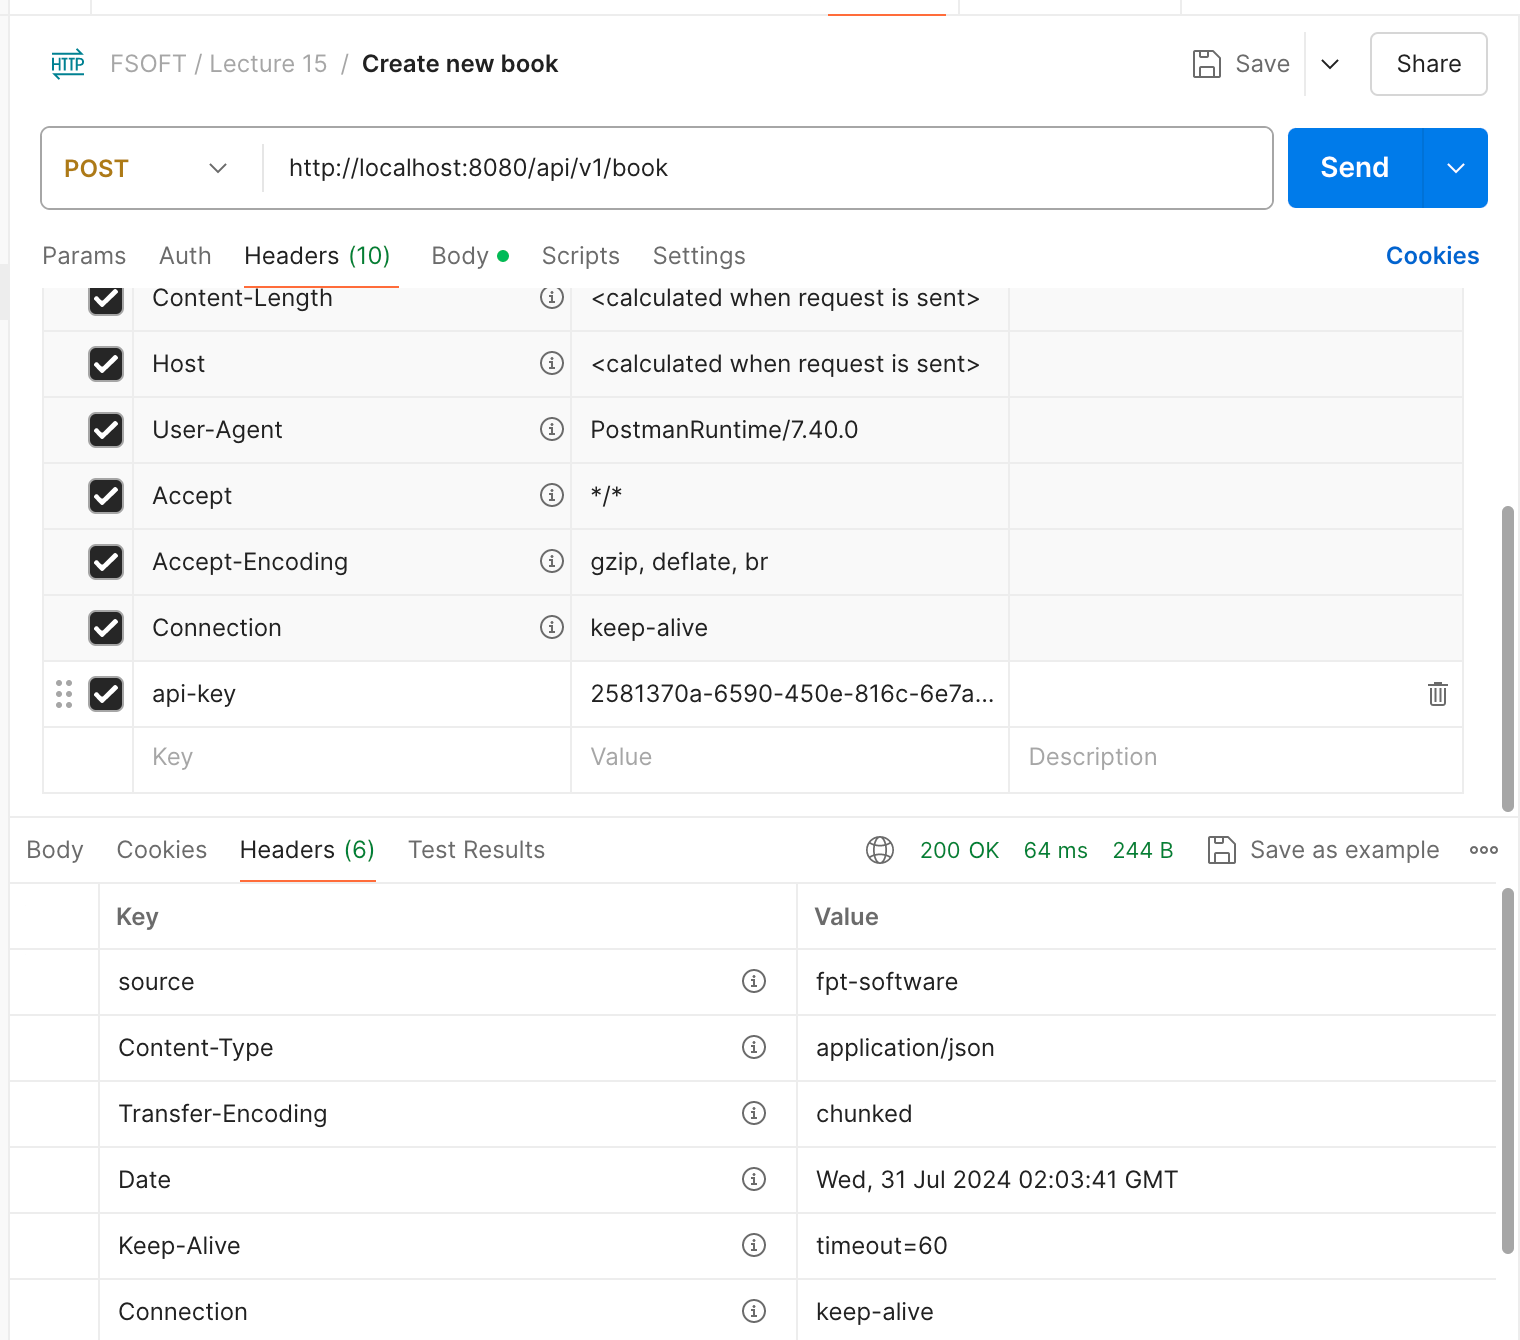 HTTP FSOFT / Lecture 15 / Create new book Save Share
POST http://localhost:8080/api/v1/book Send
Params Auth Headers (10) Body Scripts Settings Cookies
Content-Length <calculated when request is sent>
Host <calculated when request is sent>
User-Agent PostmanRuntime/7.40.0
Accept */*
Accept-Encoding gzip, deflate, br
Connection keep-alive
api-key 2581370a-6590-450e-816c-6e7a...
Key Value Description
Body Cookies Headers (6) Test Results 200 OK 64 ms 244 B Save as example
Key Value
source fpt-software
Content-Type application/json
Transfer-Encoding chunked
Date Wed, 31 Jul 2024 02:03:41 GMT
Keep-Alive timeout=60
Connection keep-alive